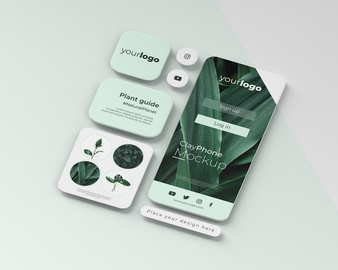 yourlogo
yourlogo
Plant guide
#NaturalPlanet
Sign up
Log in
ClayPhone
Mockup
Place your design here